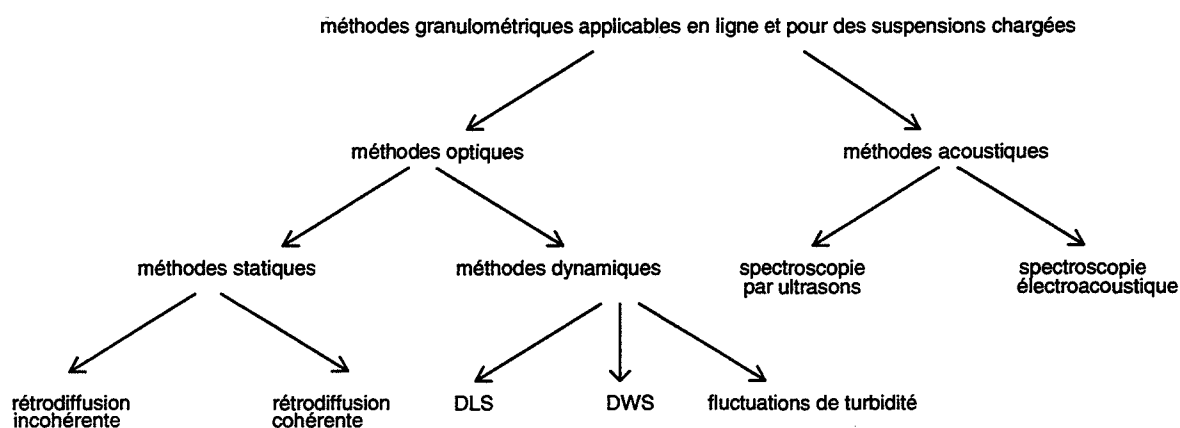 méthodes granulométriques applicables en ligne et pour des suspensions chargées
méthodes optiques
méthodes acoustiques
méthodes statiques
méthodes dynamiques
spectroscopie
par ultrasons
spectroscopie
électroacoustique
rétrodiffusion
incohérente
rétrodiffusion
cohérente
DLS
DWS
fluctuations de turbidité